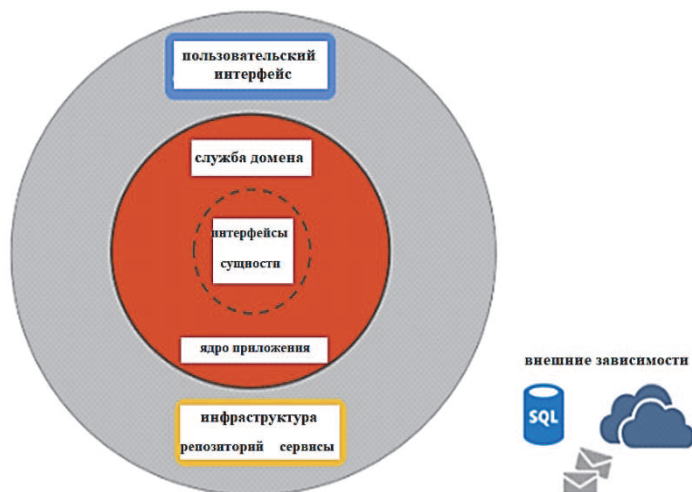 пользовательский
интерфейс
служба домена
интерфейсы
сущности
ядро приложения
внешние зависимости
инфраструктура
репозиторий сервисы
SQL